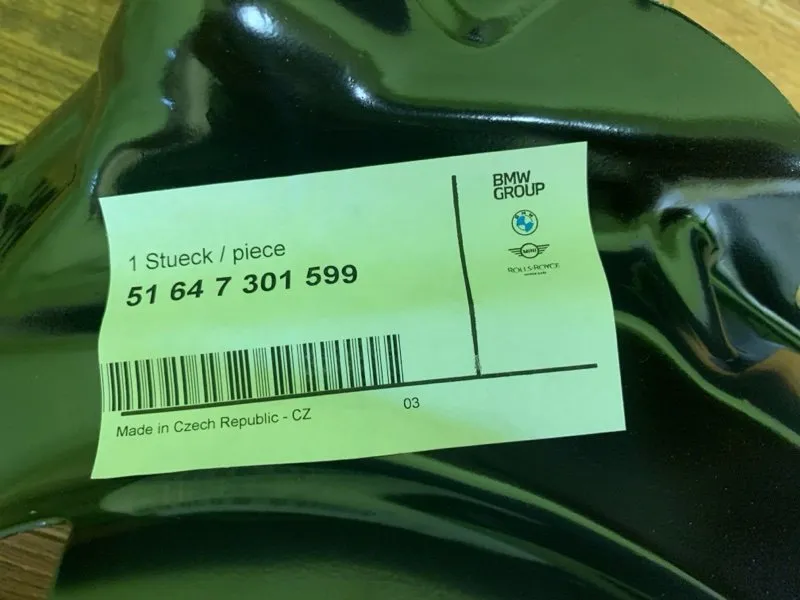 1 Stueck / piece
51 64 7 301 599
Made in Czech Republic - CZ
03
BMW
GROUP
BMW
MINI
ROLLS-ROYCE